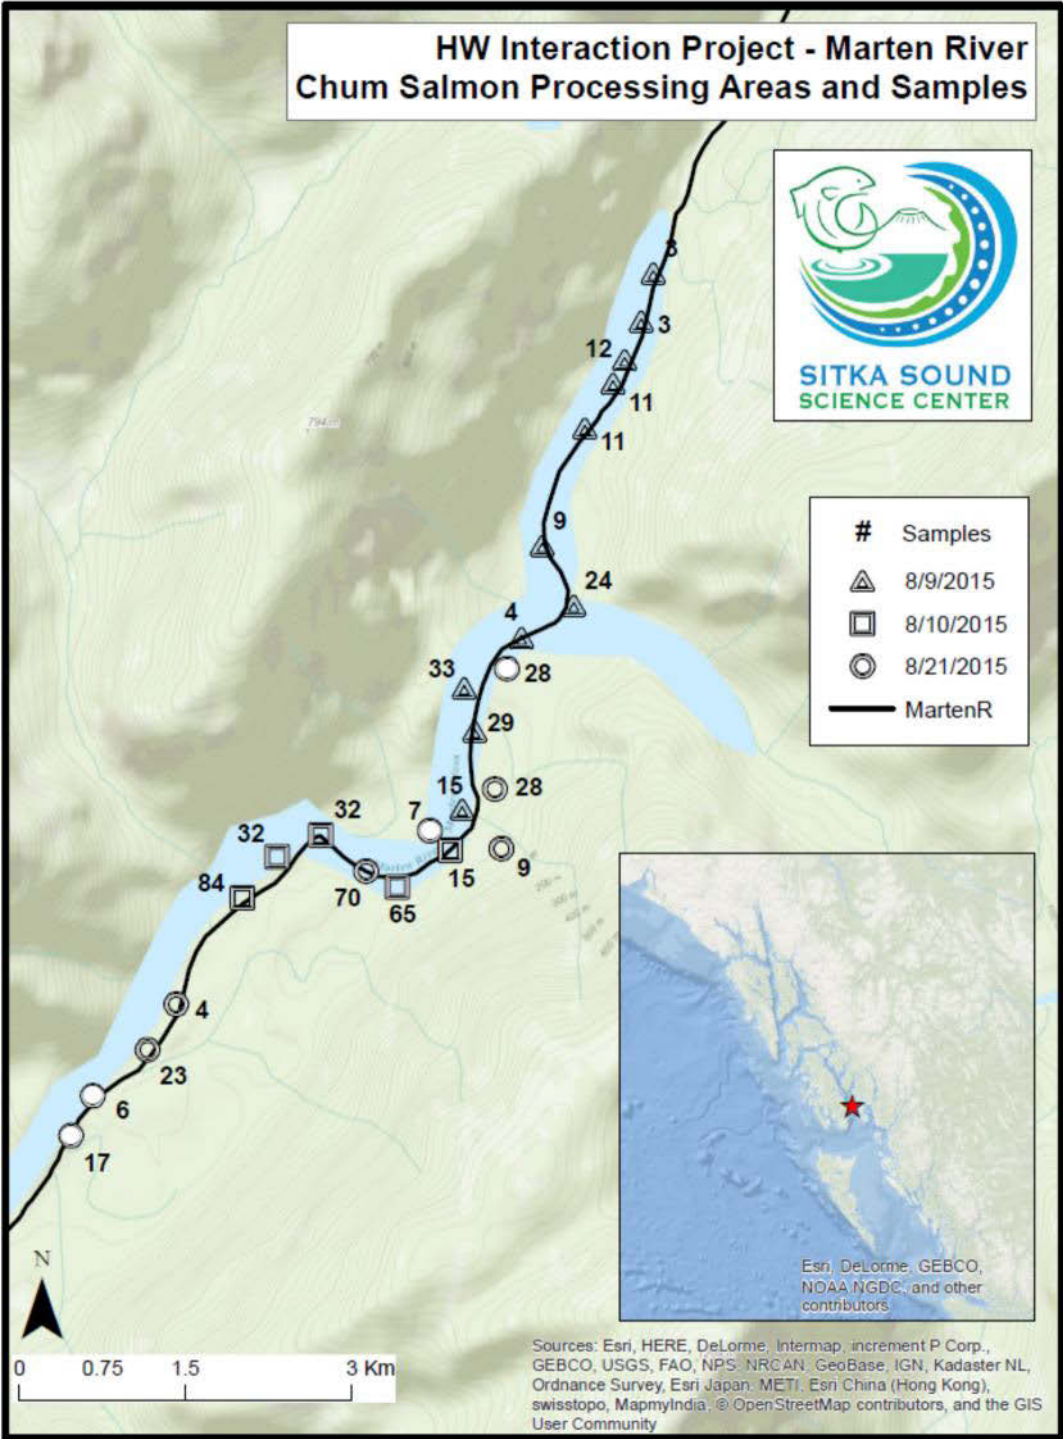 HW Interaction Project - Marten River
Chum Salmon Processing Areas and Samples
SITKA SOUND
SCIENCE CENTER
3
3
12
11
11
794 m
9
# Samples
8/9/2015
8/10/2015
8/21/2015
MartenR
24
4
28
33
29
28
15
7
32
32
Marten River
15
9
70
65
84
4
23
6
17
N
0 0.75 1.5 3 Km
Esri, DeLorme, GEBCO,
NOAA NGDC, and other
contributors
Sources: Esri, HERE, DeLorme, Intermap, increment P Corp.,
GEBCO, USGS, FAO, NPS, NRCAN, GeoBase, IGN, Kadaster NL,
Ordnance Survey, Esri Japan, METI, Esri China (Hong Kong),
swisstopo, MapmyIndia, © OpenStreetMap contributors, and the GIS
User Community